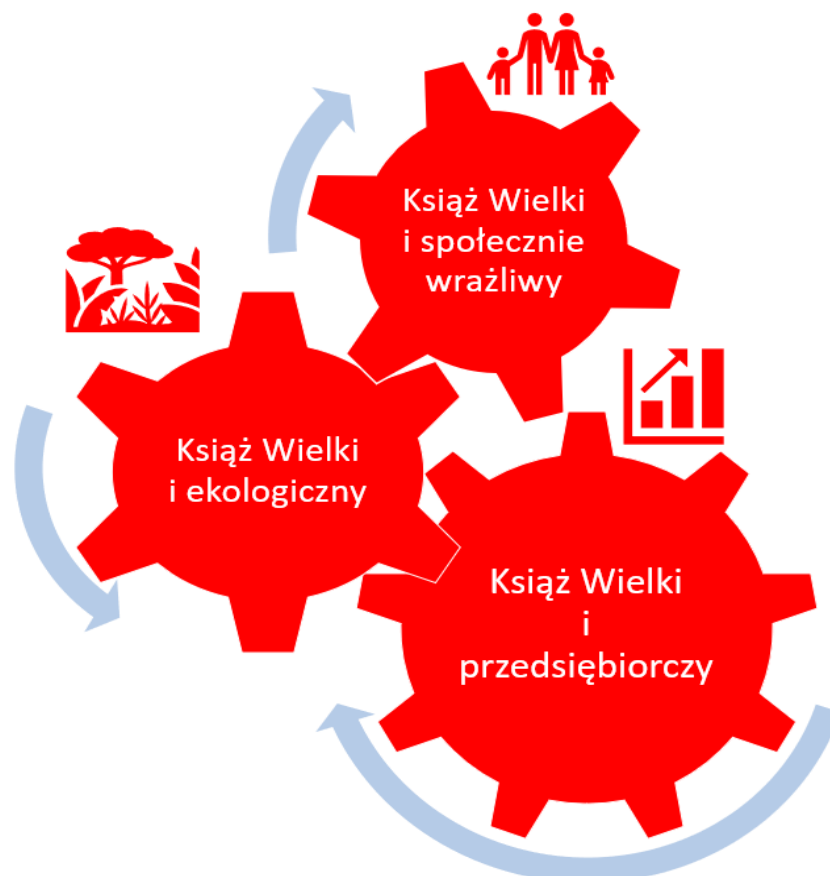 Książ Wielki
i społecznie
wrażliwy
Książ Wielki
i ekologiczny
Książ Wielki
i
przedsiębiorczy